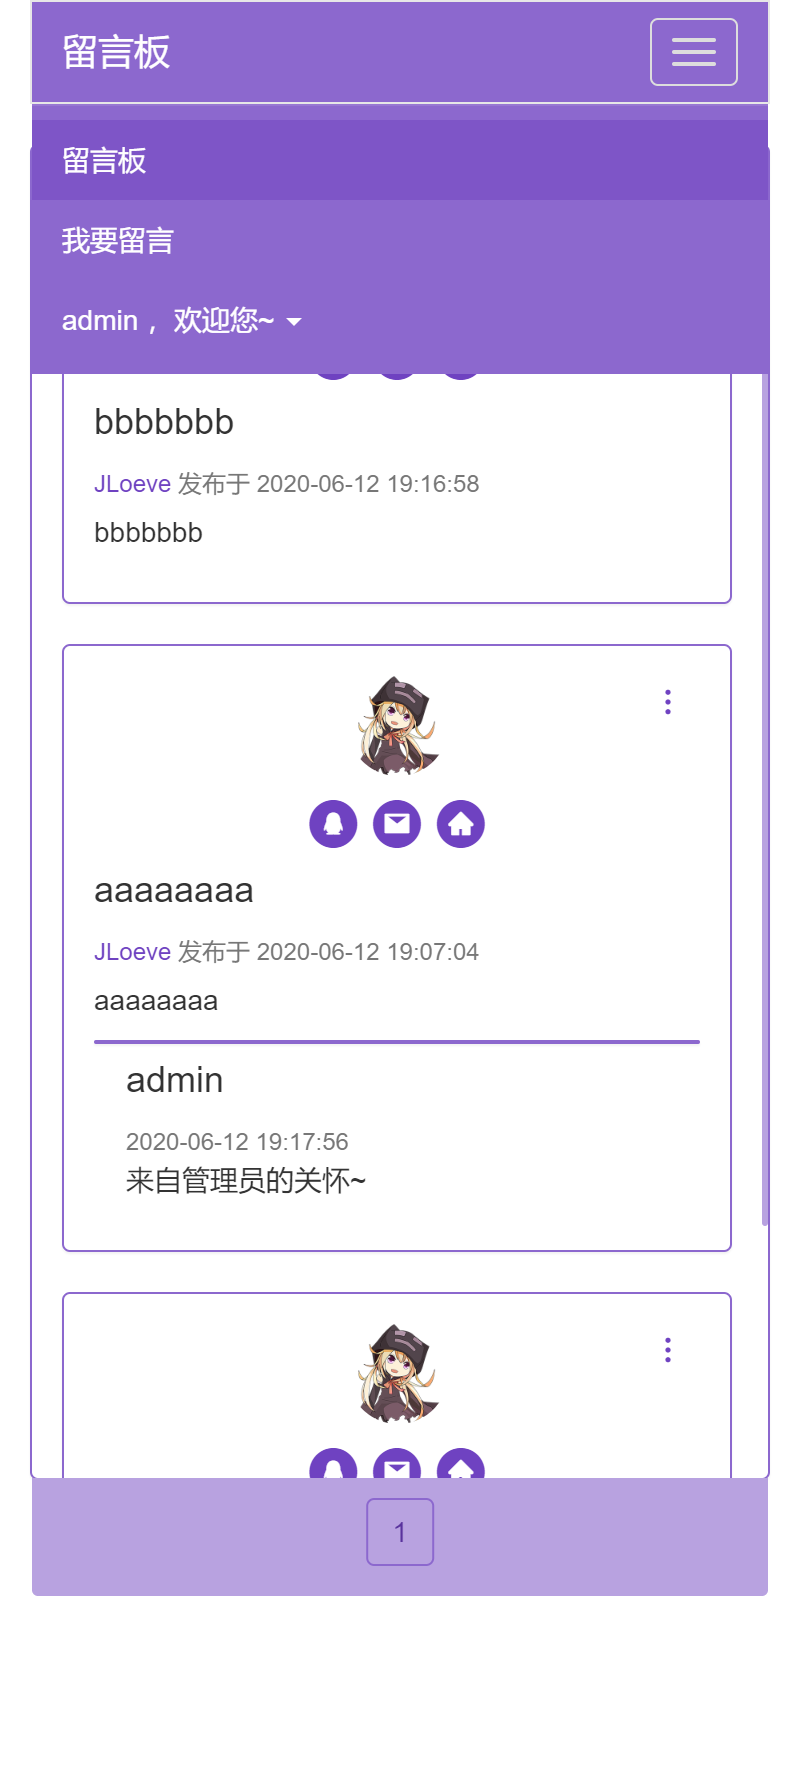 留言板
留言板
我要留言
admin ，欢迎您~
bbbbbbb
JLoeve 发布于 2020-06-12 19:16:58
bbbbbbb
aaaaaaaa
JLoeve 发布于 2020-06-12 19:07:04
aaaaaaaa
admin
2020-06-12 19:17:56
来自管理员的关怀~
1